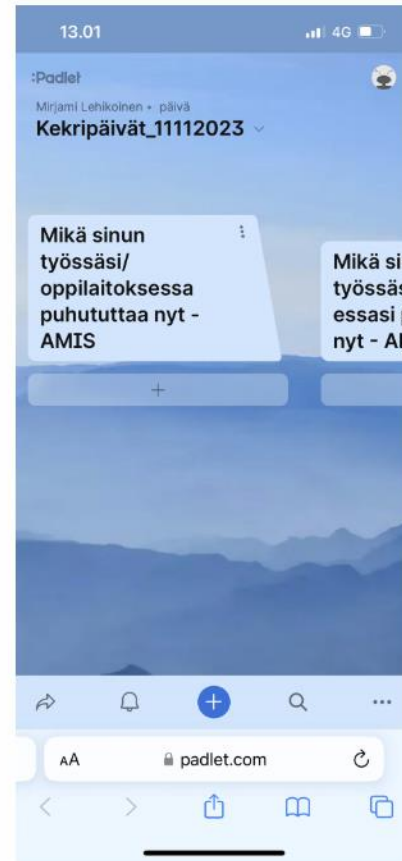 13.01
4G
:Padlet
Mirjami Lehikoinen • päivä
Kekripäivät_11112023
Mikä sinun
työssäsi/
oppilaitoksessa
puhututtaa nyt -
AMIS
Mikä si
työssäs
essasi p
nyt - AM
AA
padlet.com